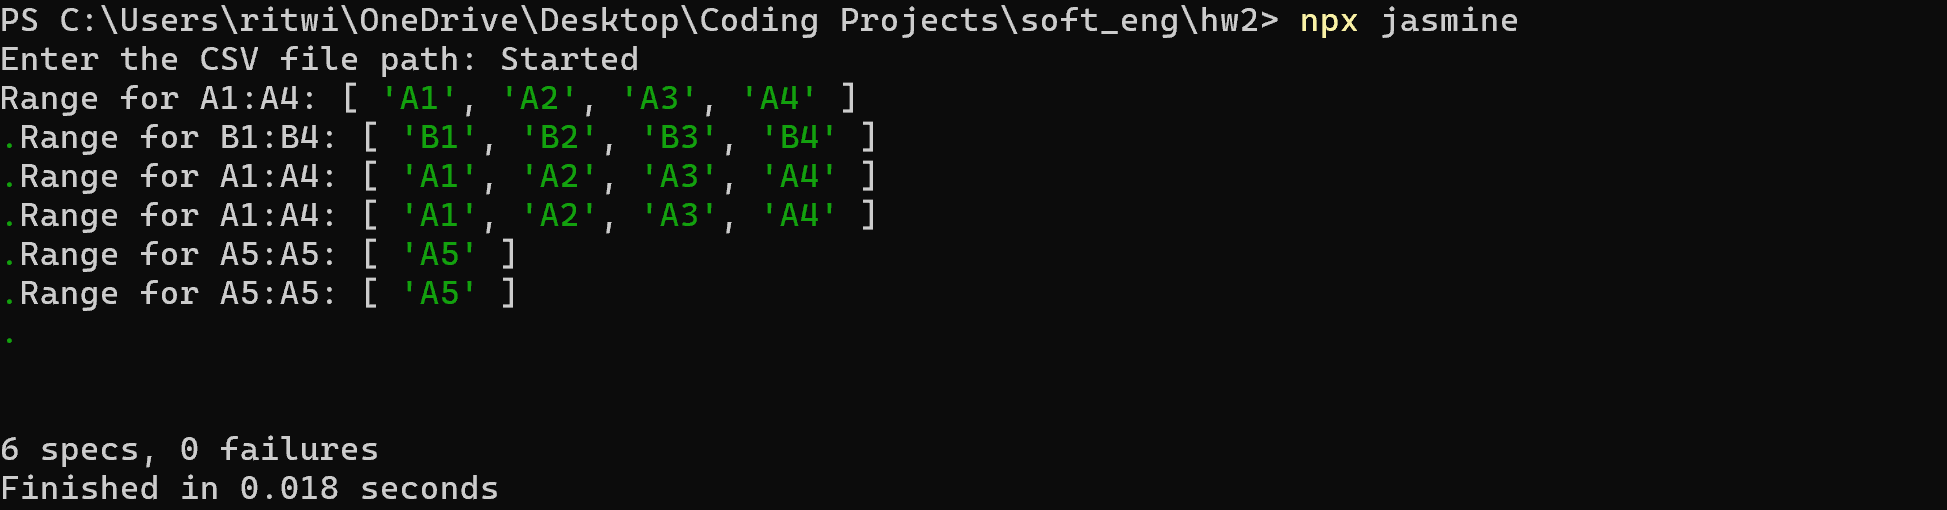 PS C:\Users\ritwi\OneDrive\Desktop\Coding Projects\soft_eng\hw2> npx jasmine
Enter the CSV file path: Started
Range for A1:A4: [ 'A1', 'A2', 'A3', 'A4' ]
.Range for B1:B4: [ 'B1', 'B2', 'B3', 'B4' ]
.Range for A1:A4: [ 'A1', 'A2', 'A3', 'A4' ]
.Range for A1:A4: [ 'A1', 'A2', 'A3', 'A4' ]
.Range for A5:A5: [ 'A5' ]
.Range for A5:A5: [ 'A5' ]
.
6 specs, 0 failures
Finished in 0.018 seconds